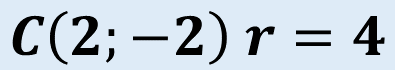 C(2; −2) r = 4